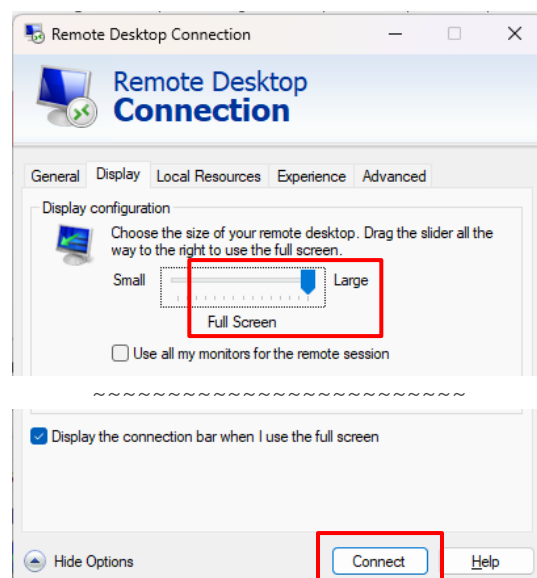 Remote Desktop Connection
Remote Desktop
Connection
General Display Local Resources Experience Advanced
Display configuration
Choose the size of your remote desktop. Drag the slider all the
way to the right to use the full screen.
Small Large
Full Screen
Use all my monitors for the remote session
~~~~~~~~~~~~~~~~~~~~~~~~~
Display the connection bar when I use the full screen
Hide Options Connect Help